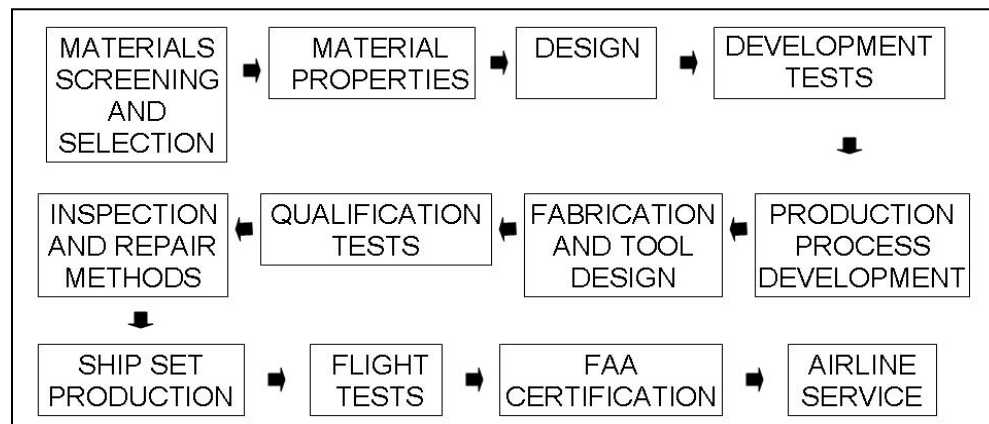 MATERIALS
SCREENING
AND
SELECTION
MATERIAL
PROPERTIES
DESIGN
DEVELOPMENT
TESTS
PRODUCTION
PROCESS
DEVELOPMENT
FABRICATION
AND TOOL
DESIGN
QUALIFICATION
TESTS
INSPECTION
AND REPAIR
METHODS
SHIP SET
PRODUCTION
FLIGHT
TESTS
FAA
CERTIFICATION
AIRLINE
SERVICE